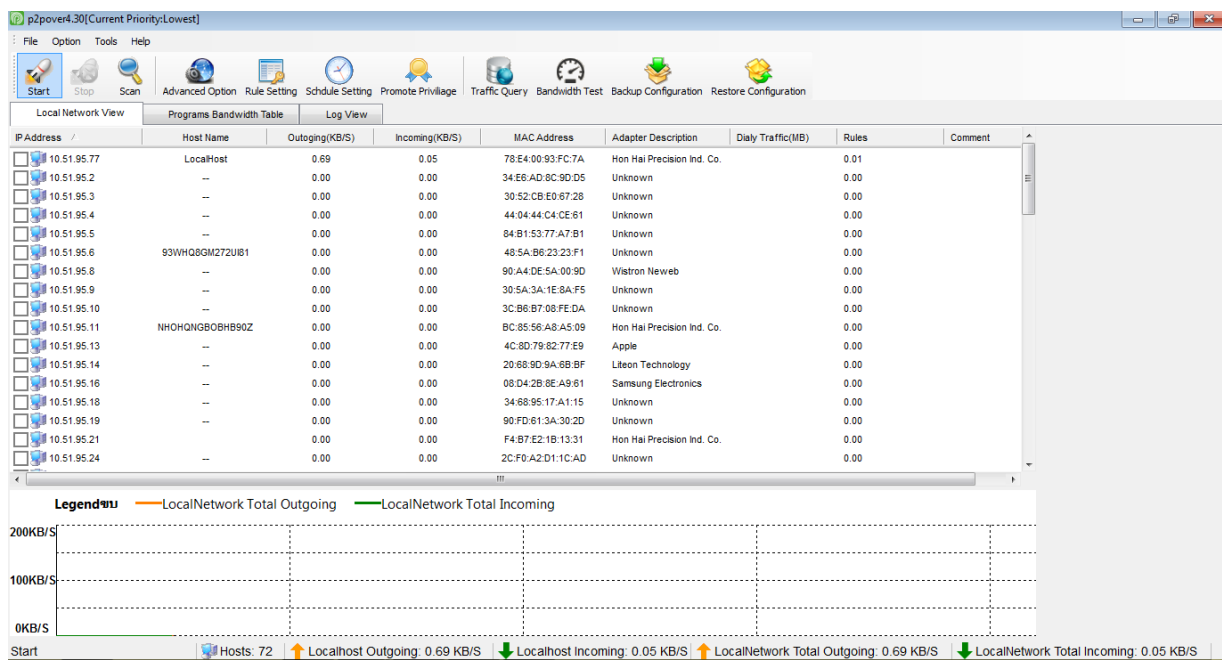 p2pover4.30[Current Priority:Lowest]
File Option Tools Help
Start Stop Scan Advanced Option Rule Setting Schdule Setting Promote Priviliage Traffic Query Bandwidth Test Backup Configuration Restore Configuration
Local Network View Programs Bandwidth Table Log View
IP Address Host Name Outoging(KB/S) Incoming(KB/S) MAC Address Adapter Description Dialy Traffic(MB) Rules Comment
10.51.95.77 LocalHost 0.69 0.05 78:E4:00:93:FC:7A Hon Hai Precision Ind. Co. 0.01
10.51.95.2 -- 0.00 0.00 34:E6:AD:8C:9D:D5 Unknown 0.00
10.51.95.3 -- 0.00 0.00 30:52:CB:E0:67:28 Unknown 0.00
10.51.95.4 -- 0.00 0.00 44:04:44:C4:CE:61 Unknown 0.00
10.51.95.5 -- 0.00 0.00 84:B1:53:77:A7:B1 Unknown 0.00
10.51.95.6 93WHQ8GM272UI81 0.00 0.00 48:5A:B6:23:23:F1 Unknown 0.00
10.51.95.8 -- 0.00 0.00 90:A4:DE:5A:00:9D Wistron Neweb 0.00
10.51.95.9 -- 0.00 0.00 30:5A:3A:1E:8A:F5 Unknown 0.00
10.51.95.10 -- 0.00 0.00 3C:B6:B7:08:FE:DA Unknown 0.00
10.51.95.11 NHOHQNGBOBHB90Z 0.00 0.00 BC:85:56:A8:A5:09 Hon Hai Precision Ind. Co. 0.00
10.51.95.13 -- 0.00 0.00 4C:8D:79:82:77:E9 Apple 0.00
10.51.95.14 -- 0.00 0.00 20:68:9D:9A:6B:BF Liteon Technology 0.00
10.51.95.16 -- 0.00 0.00 08:D4:2B:8E:A9:61 Samsung Electronics 0.00
10.51.95.18 -- 0.00 0.00 34:68:95:17:A1:15 Unknown 0.00
10.51.95.19 -- 0.00 0.00 90:FD:61:3A:30:2D Unknown 0.00
10.51.95.21 0.00 0.00 F4:B7:E2:1B:13:31 Hon Hai Precision Ind. Co. 0.00
10.51.95.24 -- 0.00 0.00 2C:F0:A2:D1:1C:AD Unknown 0.00
Legendฃบ LocalNetwork Total Outgoing LocalNetwork Total Incoming
200KB/S
100KB/S
0KB/S
Start Hosts: 72 Localhost Outgoing: 0.69 KB/S Localhost Incoming: 0.05 KB/S LocalNetwork Total Outgoing: 0.69 KB/S LocalNetwork Total Incoming: 0.05 KB/S